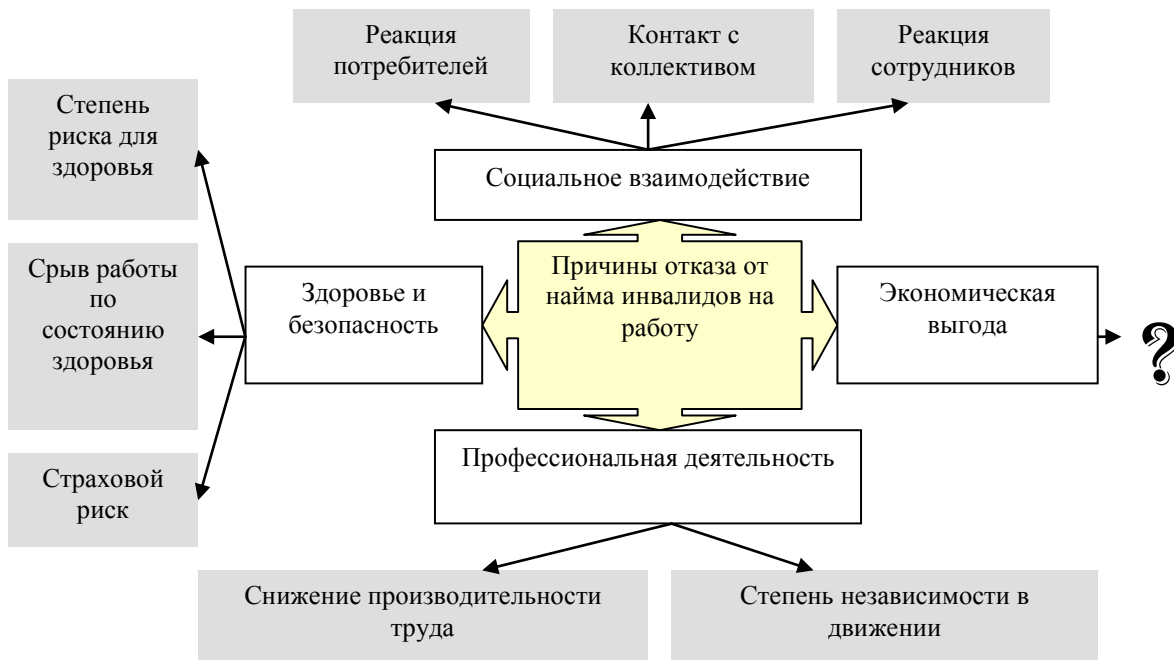 Реакция
потребителей
Контакт с
коллективом
Реакция
сотрудников
Степень
риска для
здоровья
Социальное взаимодействие
Срыв работы
по
состоянию
здоровья
Здоровье и
безопасность
Причины отказа от
найма инвалидов на
работу
Экономическая
выгода
?
Страховой
риск
Профессиональная деятельность
Снижение производительности
труда
Степень независимости в
движении